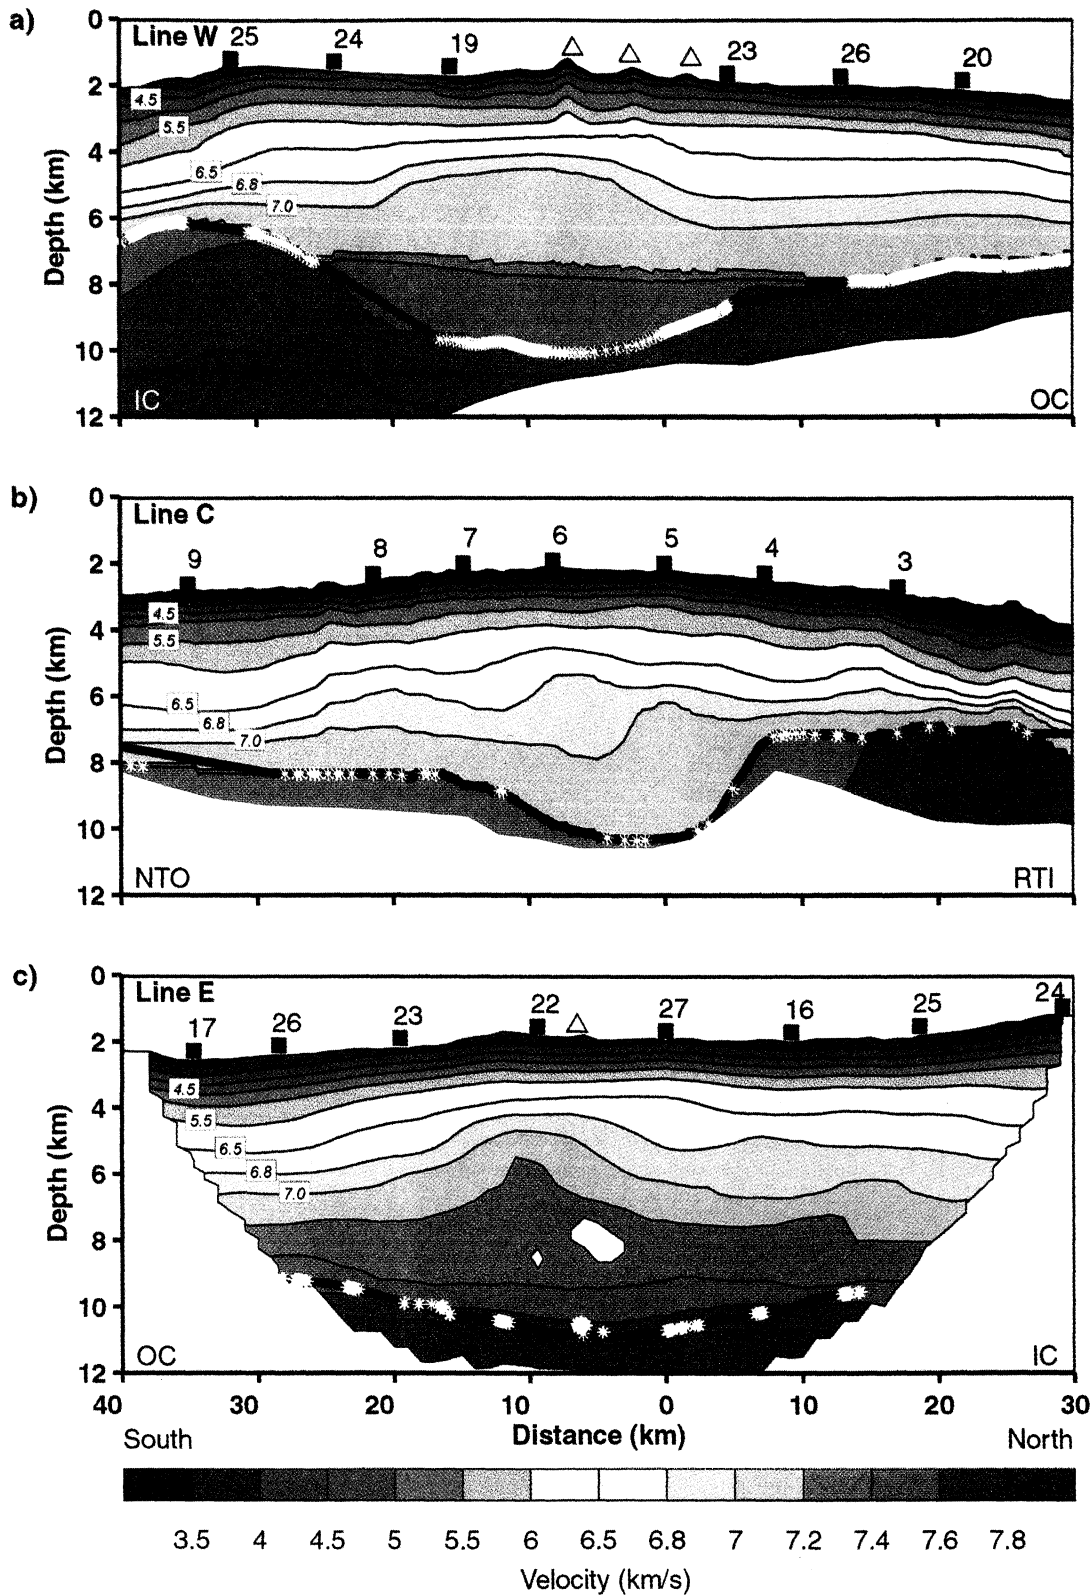 a)
Line W
25 24 19 23 26 20
0
2
4
6
8
10
12
Depth (km)
4.5
5.5
6.5
6.8
7.0
IC
OC
b)
Line C
9 8 7 6 5 4 3
0
2
4
6
8
10
12
Depth (km)
4.5
5.5
6.5
6.8
7.0
NTO
RTI
c)
Line E
17 26 23 22 27 16 25 24
0
2
4
6
8
10
12
Depth (km)
4.5
5.5
6.5
6.8
7.0
OC
IC
40 30 20 10 0 10 20 30
South
Distance (km)
North
3.5 4 4.5 5 5.5 6 6.5 6.8 7 7.2 7.4 7.6 7.8
Velocity (km/s)